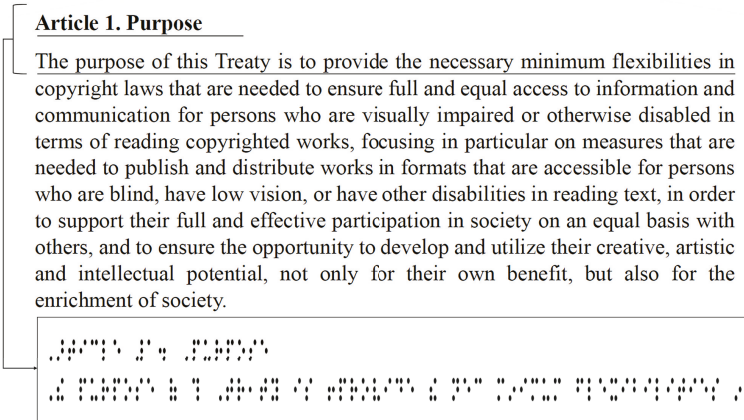 Article 1. Purpose
The purpose of this Treaty is to provide the necessary minimum flexibilities in
copyright laws that are needed to ensure full and equal access to information and
communication for persons who are visually impaired or otherwise disabled in
terms of reading copyrighted works, focusing in particular on measures that are
needed to publish and distribute works in formats that are accessible for persons
who are blind, have low vision, or have other disabilities in reading text, in order
to support their full and effective participation in society on an equal basis with
others, and to ensure the opportunity to develop and utilize their creative, artistic
and intellectual potential, not only for their own benefit, but also for the
enrichment of society.